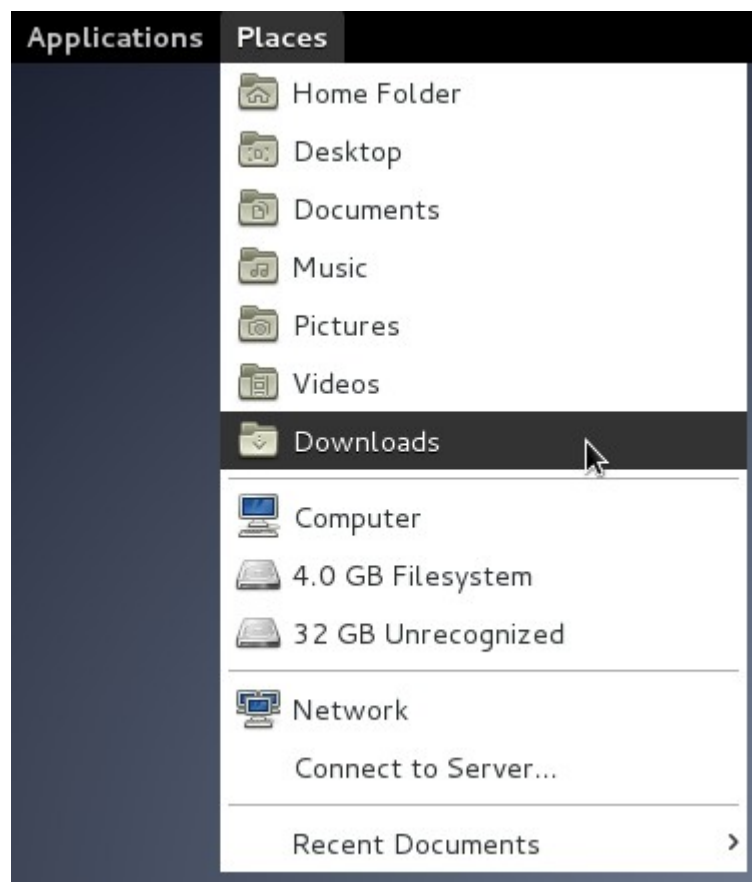 Applications Places
Home Folder
Desktop
Documents
Music
Pictures
Videos
Downloads
Computer
4.0 GB Filesystem
32 GB Unrecognized
Network
Connect to Server...
Recent Documents